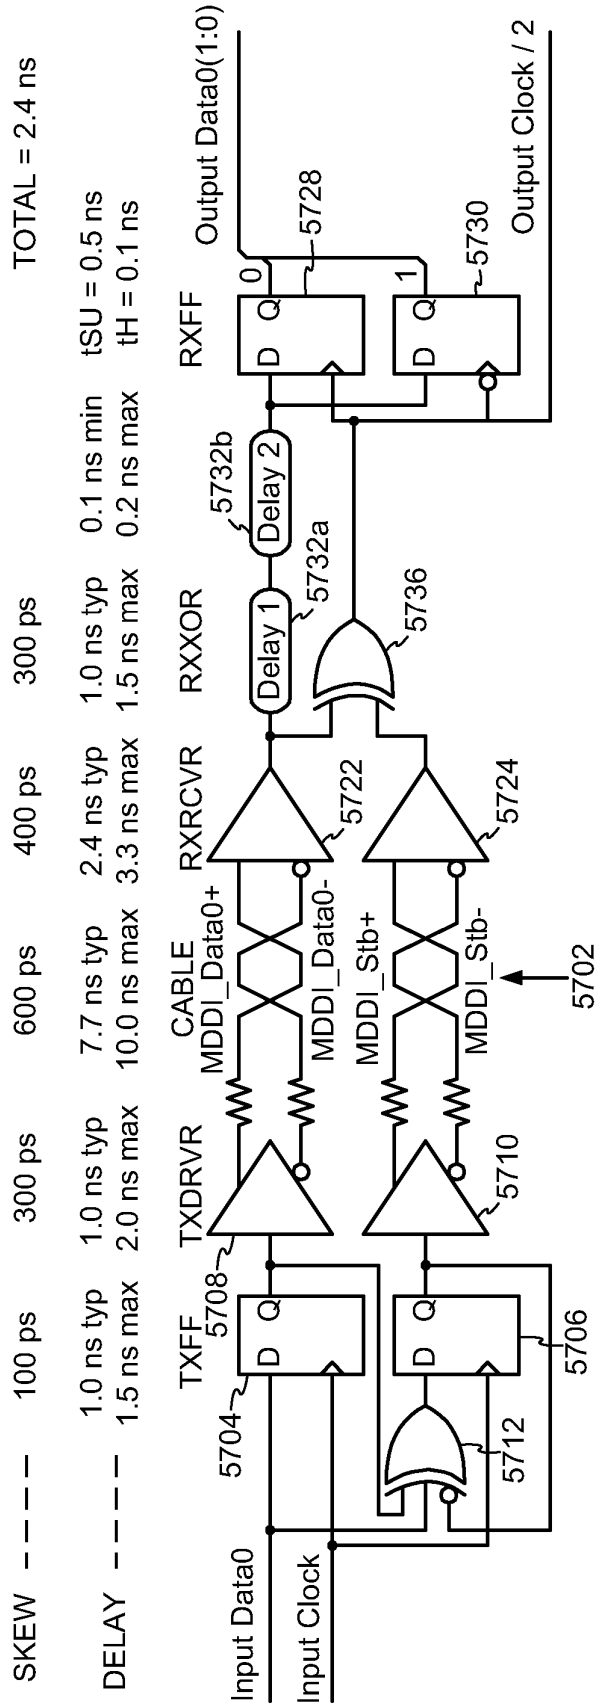 SKEW ---- 100 ps 300 ps 600 ps 400 ps 300 ps TOTAL = 2.4 ns
DELAY ---- 1.0 ns typ 1.0 ns typ 7.7 ns typ 2.4 ns typ 1.0 ns typ 0.1 ns min tSU = 0.5 ns
1.5 ns max 2.0 ns max 10.0 ns max 3.3 ns max 1.5 ns max 0.2 ns max tH = 0.1 ns
TXFF TXDRVR CABLE RXRCVR RXXOR RXFF
MDDI_Data0+
5704
5708
5732b
Output Data0(1:0)
Input Data0
D Q
Delay 1
Delay 2
D Q
0
5728
5732a
MDDI_Data0-
5722
Input Clock
MDDI_Stb+
5736
D Q
D Q
1
5730
5712
5706
5710
MDDI_Stb-
5724
Output Clock / 2
5702